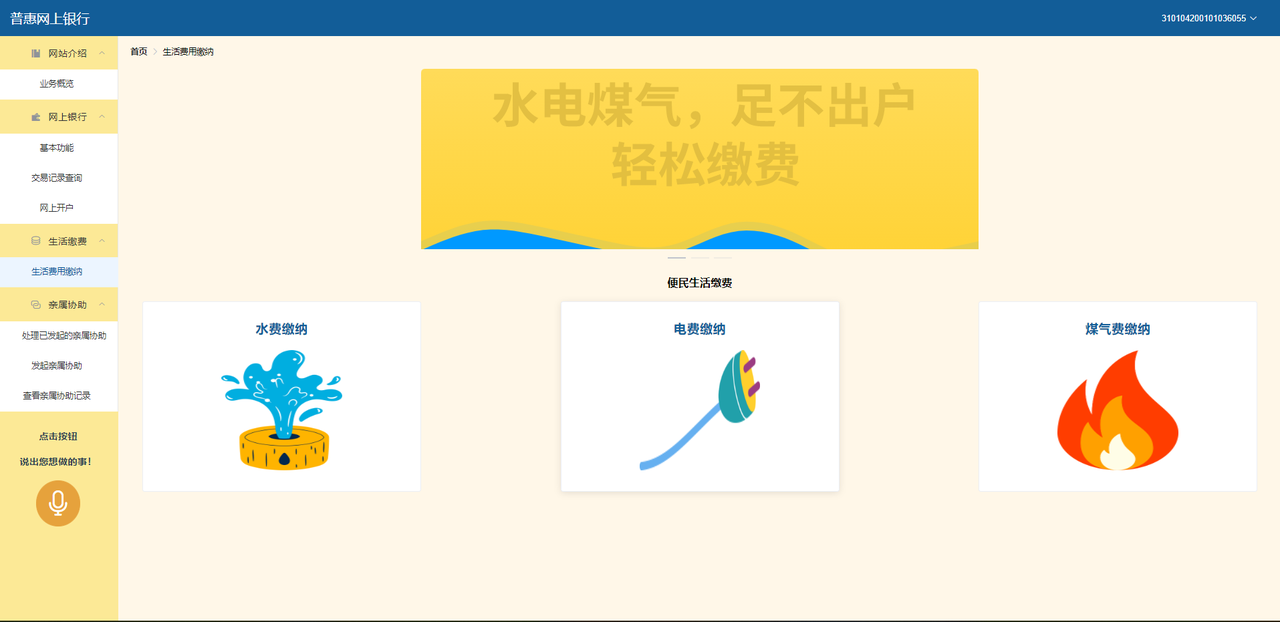 普惠网上银行
310104200101036055
网站介绍
业务概览
网上银行
基本功能
交易记录查询
网上开户
生活缴费
生活费用缴纳
亲属协助
处理已发起的亲属协助
发起亲属协助
查看亲属协助记录
点击按钮
说出您想做的事!
首页 > 生活费用缴纳
水电煤气，足不出户
轻松缴费
便民生活缴费
水费缴纳
电费缴纳
煤气费缴纳